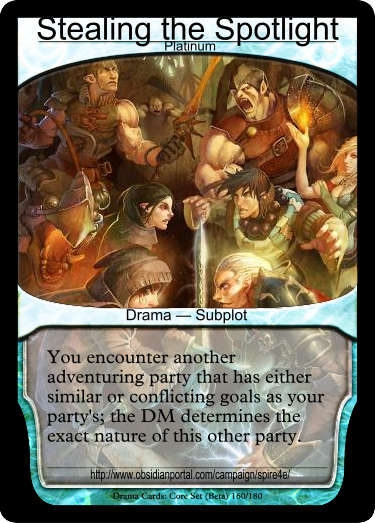 Stealing the Spotlight
Platinum
Drama — Subplot
You encounter another
adventuring party that has either
similar or conflicting goals as your
party's; the DM determines the
exact nature of this other party.
http://www.obsidianportal.com/campaign/spire4e/
Drama Cards: Core Set (Beta) 160/180